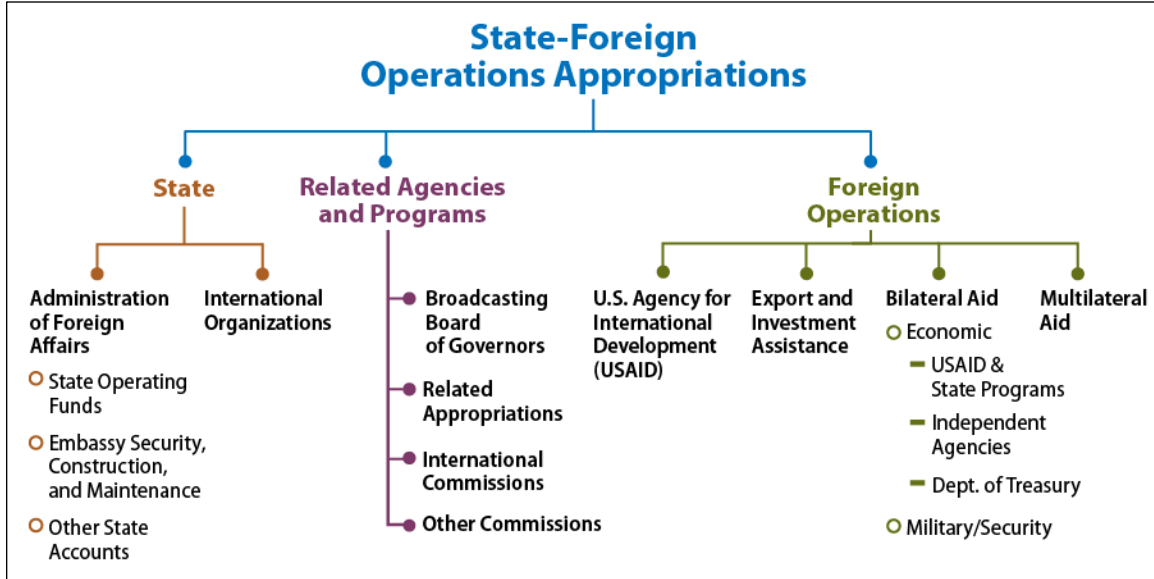 State-Foreign
Operations Appropriations
State
Administration
of Foreign
Affairs
State Operating
Funds
Embassy Security,
Construction,
and Maintenance
Other State
Accounts
International
Organizations
Related Agencies
and Programs
Broadcasting
Board
of Governors
Related
Appropriations
International
Commissions
Other Commissions
Foreign
Operations
U.S. Agency for
International
Development
(USAID)
Export and
Investment
Assistance
Bilateral Aid
Economic
USAID &
State Programs
Independent
Agencies
Dept. of Treasury
Military/Security
Multilateral
Aid